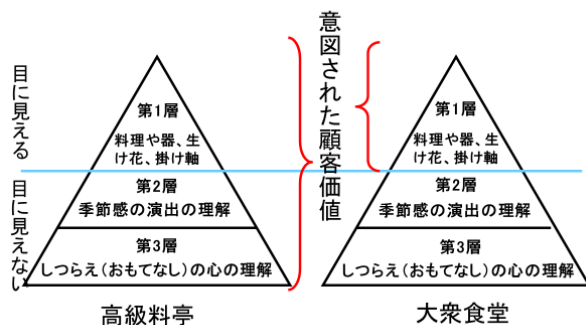 目に見える
目に見えない
第1層
料理や器、生
け花、掛け軸
第2層
季節感の演出の理解
第3層
しつらえ(おもてなし)の心の理解
高級料亭
意図された顧客価値
第1層
料理や器、生
け花、掛け軸
第2層
季節感の演出の理解
第3層
しつらえ(おもてなし)の心の理解
大衆食堂